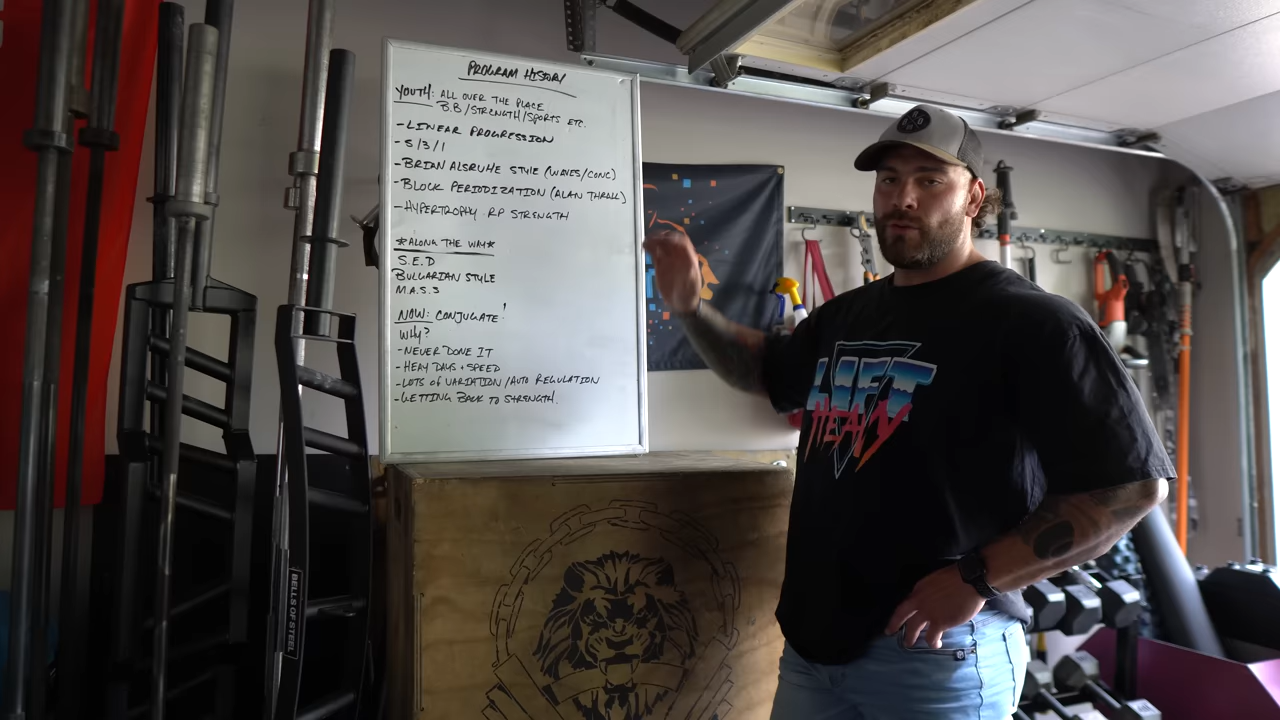 PROGRAM HISTORY
YOUTH: ALL OVER THE PLACE
B.B/STRENGTH/SPORTS ETC.
-LINEAR PROGRESSION
-5/3/1
-BRIAN ALSRUHE STYLE (WAVES/CONC)
-BLOCK PERIODIZATION (ALAN THRALL)
-HYPERTROPHY RP STRENGTH
*ALONG THE WAY*
S.E.D
BULGARIAN STYLE
M.A.S.S
NOW: CONJUGATE!
WHY?
-NEVER DONE IT
-HEAVY DAYS + SPEED
-LOTS OF VARIATION/AUTO REGULATION
-GETTING BACK TO STRENGTH.
LIFT
HEAVY
BELLS OF STEEL